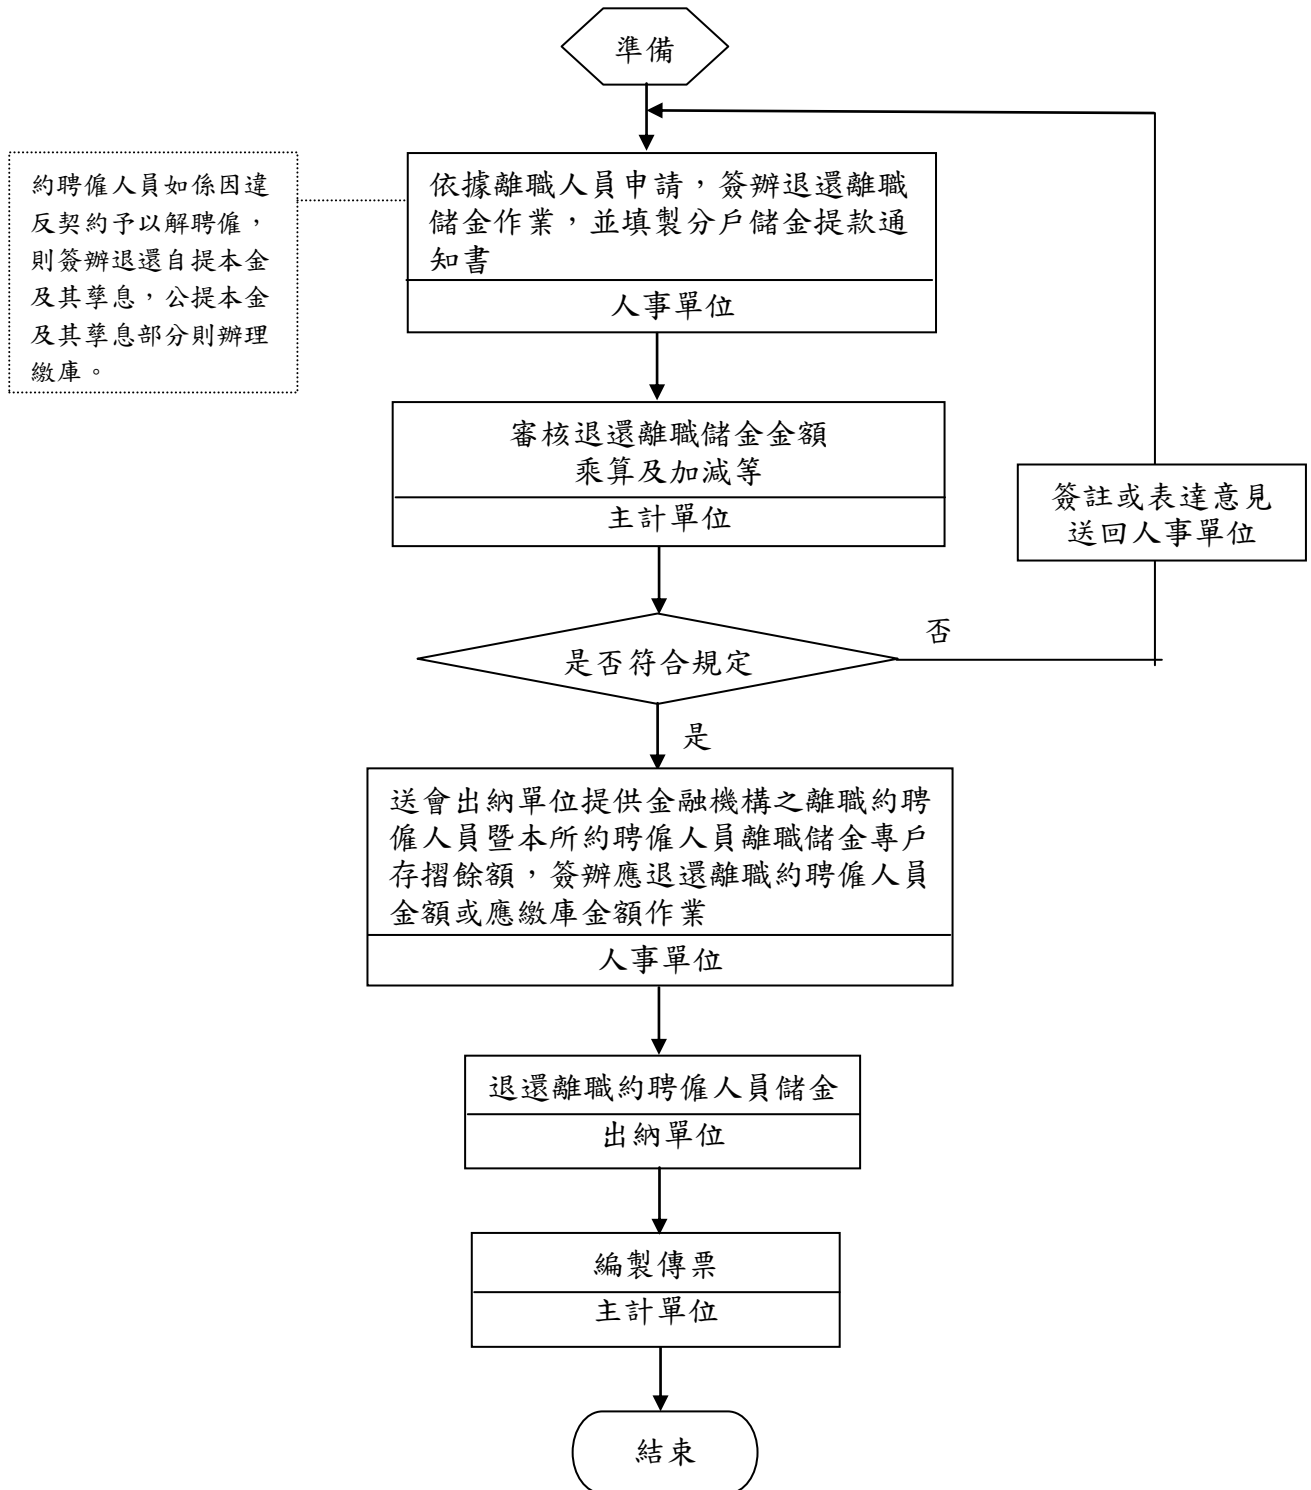 準備
約聘僱人員如係因違
反契約予以解聘僱，
則簽辦退還自提本金
及其孳息，公提本金
及其孳息部分則辦理
繳庫。
依據離職人員申請，簽辦退還離職
儲金作業，並填製分戶儲金提款通
知書
人事單位
審核退還離職儲金金額
乘算及加減等
主計單位
簽註或表達意見
送回人事單位
否
是否符合規定
是
送會出納單位提供金融機構之離職約聘
僱人員暨本所約聘僱人員離職儲金專戶
存摺餘額，簽辦應退還離職約聘僱人員
金額或應繳庫金額作業
人事單位
退還離職約聘僱人員儲金
出納單位
編製傳票
主計單位
結束